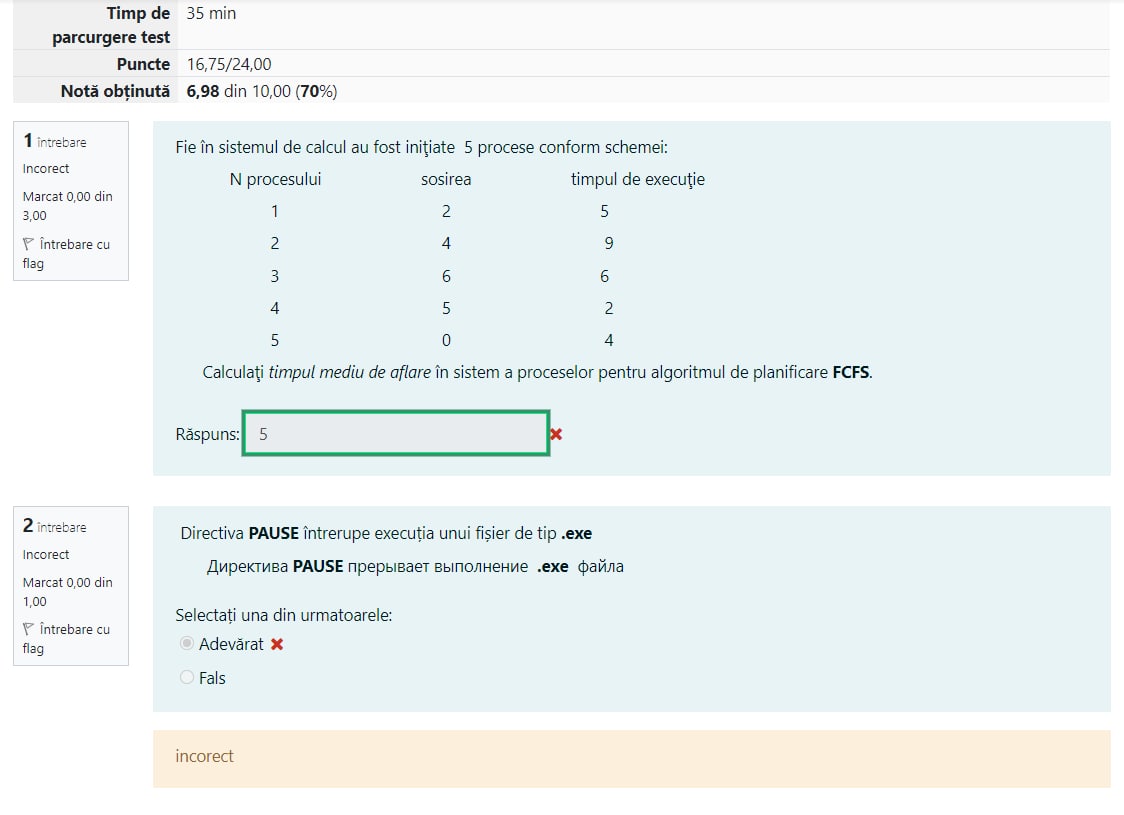 Timp de parcurgere test 35 min
Puncte 16,75/24,00
Notă obținută 6,98 din 10,00 (70%)
1 întrebare
Incorect
Marcat 0,00 din
3,00
Întrebare cu
flag
Fie în sistemul de calcul au fost iniţiate 5 procese conform schemei:
N procesului sosirea timpul de execuţie
1 2 5
2 4 9
3 6 6
4 5 2
5 0 4
Calculaţi timpul mediu de aflare în sistem a proceselor pentru algoritmul de planificare FCFS.
Răspuns: 5
2 întrebare
Incorect
Marcat 0,00 din
1,00
Întrebare cu
flag
Directiva PAUSE întrerupe execuția unui fișier de tip .exe
Директива PAUSE прерывает выполнение .exe файла
Selectați una din urmatoarele:
Adevărat
Fals
incorect